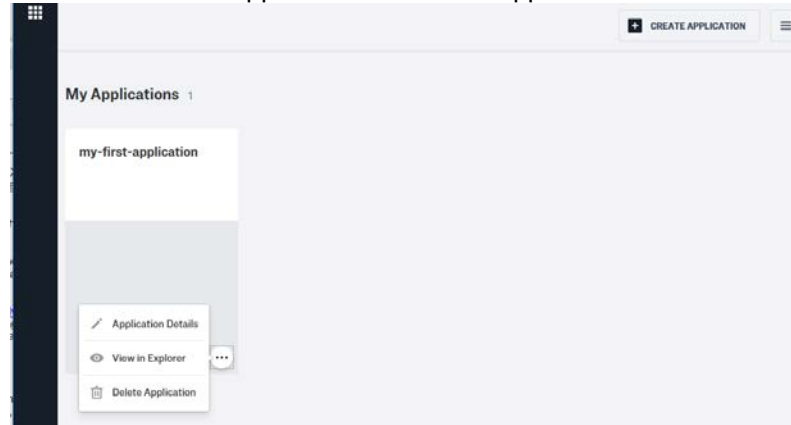 CREATE APPLICATION
My Applications 1
my-first-application
Application Details
View in Explorer
Delete Application